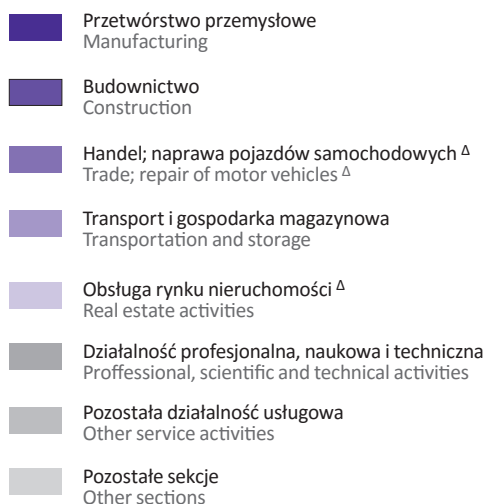 Przetwórstwo przemysłowe
Manufacturing
Budownictwo
Construction
Handel; naprawa pojazdów samochodowych Δ
Trade; repair of motor vehicles Δ
Transport i gospodarka magazynowa
Transportation and storage
Obsługa rynku nieruchomości Δ
Real estate activities
Działalność profesjonalna, naukowa i techniczna
Proffessional, scientific and technical activities
Pozostała działalność usługowa
Other service activities
Pozostałe sekcje
Other sections